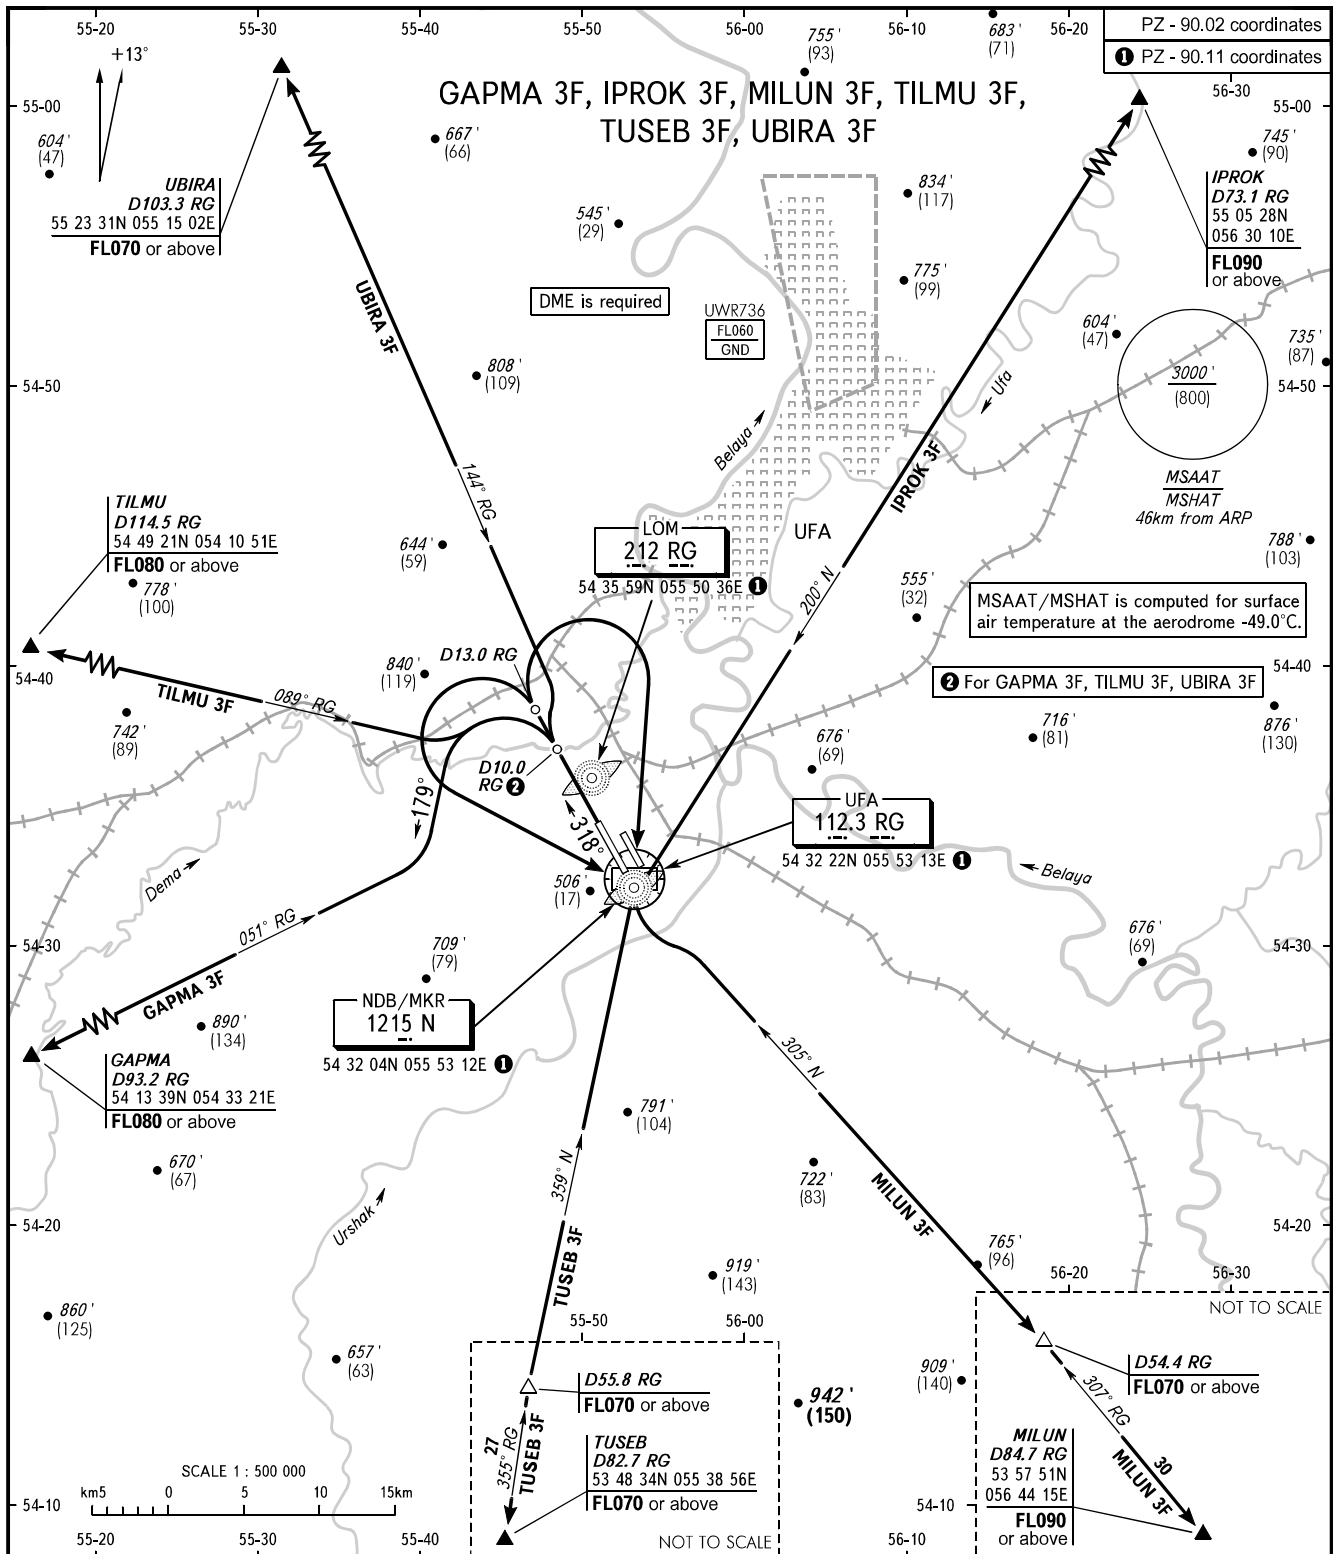 55-20
55-30
55-40
55-50
56-00
56-10
56-20
PZ - 90.02 coordinates
❶ PZ - 90.11 coordinates
56-30
+13°
755'
(93)
683'
(71)
GAPMA 3F, IPROK 3F, MILUN 3F, TILMU 3F,
TUSEB 3F, UBIRA 3F
55-00
55-00
604'
(47)
667'
(66)
745'
(90)
UBIRA
D103.3 RG
55 23 31N 055 15 02E
FL070 or above
834'
(117)
545'
(29)
IPROK
D73.1 RG
55 05 28N
056 30 10E
FL090
or above
775'
(99)
DME is required
UWR736
FL060
GND
UBIRA 3F
604'
(47)
735'
(87)
808'
(109)
3000'
(800)
54-50
54-50
Ufa
Belaya
IPROK 3F
MSAAT
MSHAT
46km from ARP
144° RG
TILMU
D114.5 RG
54 49 21N 054 10 51E
FL080 or above
LOM
212 RG
54 35 59N 055 50 36E ❶
UFA
644'
(59)
788'
(103)
778'
(100)
200° N
555'
(32)
MSAAT/MSHAT is computed for surface
air temperature at the aerodrome -49.0°C.
D13.0 RG
840'
(119)
54-40
54-40
❷ For GAPMA 3F, TILMU 3F, UBIRA 3F
TILMU 3F
089° RG
742'
(89)
716'
(81)
876'
(130)
676'
(69)
D10.0
RG ❷
179°
318°
UFA
112.3 RG
54 32 22N 055 53 13E ❶
Dema
506'
(17)
Belaya
051° RG
709'
(79)
676'
(69)
54-30
54-30
GAPMA 3F
NDB/MKR
1215 N
54 32 04N 055 53 12E ❶
890'
(134)
305° N
GAPMA
D93.2 RG
54 13 39N 054 33 21E
FL080 or above
791'
(104)
670'
(67)
359° N
722'
(83)
MILUN 3F
Urshak
54-20
54-20
TUSEB 3F
919'
(143)
765'
(96)
56-20
56-30
NOT TO SCALE
860'
(125)
55-50
56-00
657'
(63)
D55.8 RG
FL070 or above
942'
(150)
909'
(140)
D54.4 RG
FL070 or above
307° RG
27
355° RG
TUSEB 3F
TUSEB
D82.7 RG
53 48 34N 055 38 56E
FL070 or above
MILUN
D84.7 RG
53 57 51N
056 44 15E
FL090
or above
30
MILUN 3F
SCALE 1 : 500 000
km5
0
5
10
15km
54-10
54-10
54-10
NOT TO SCALE
55-20
55-30
55-40
56-10